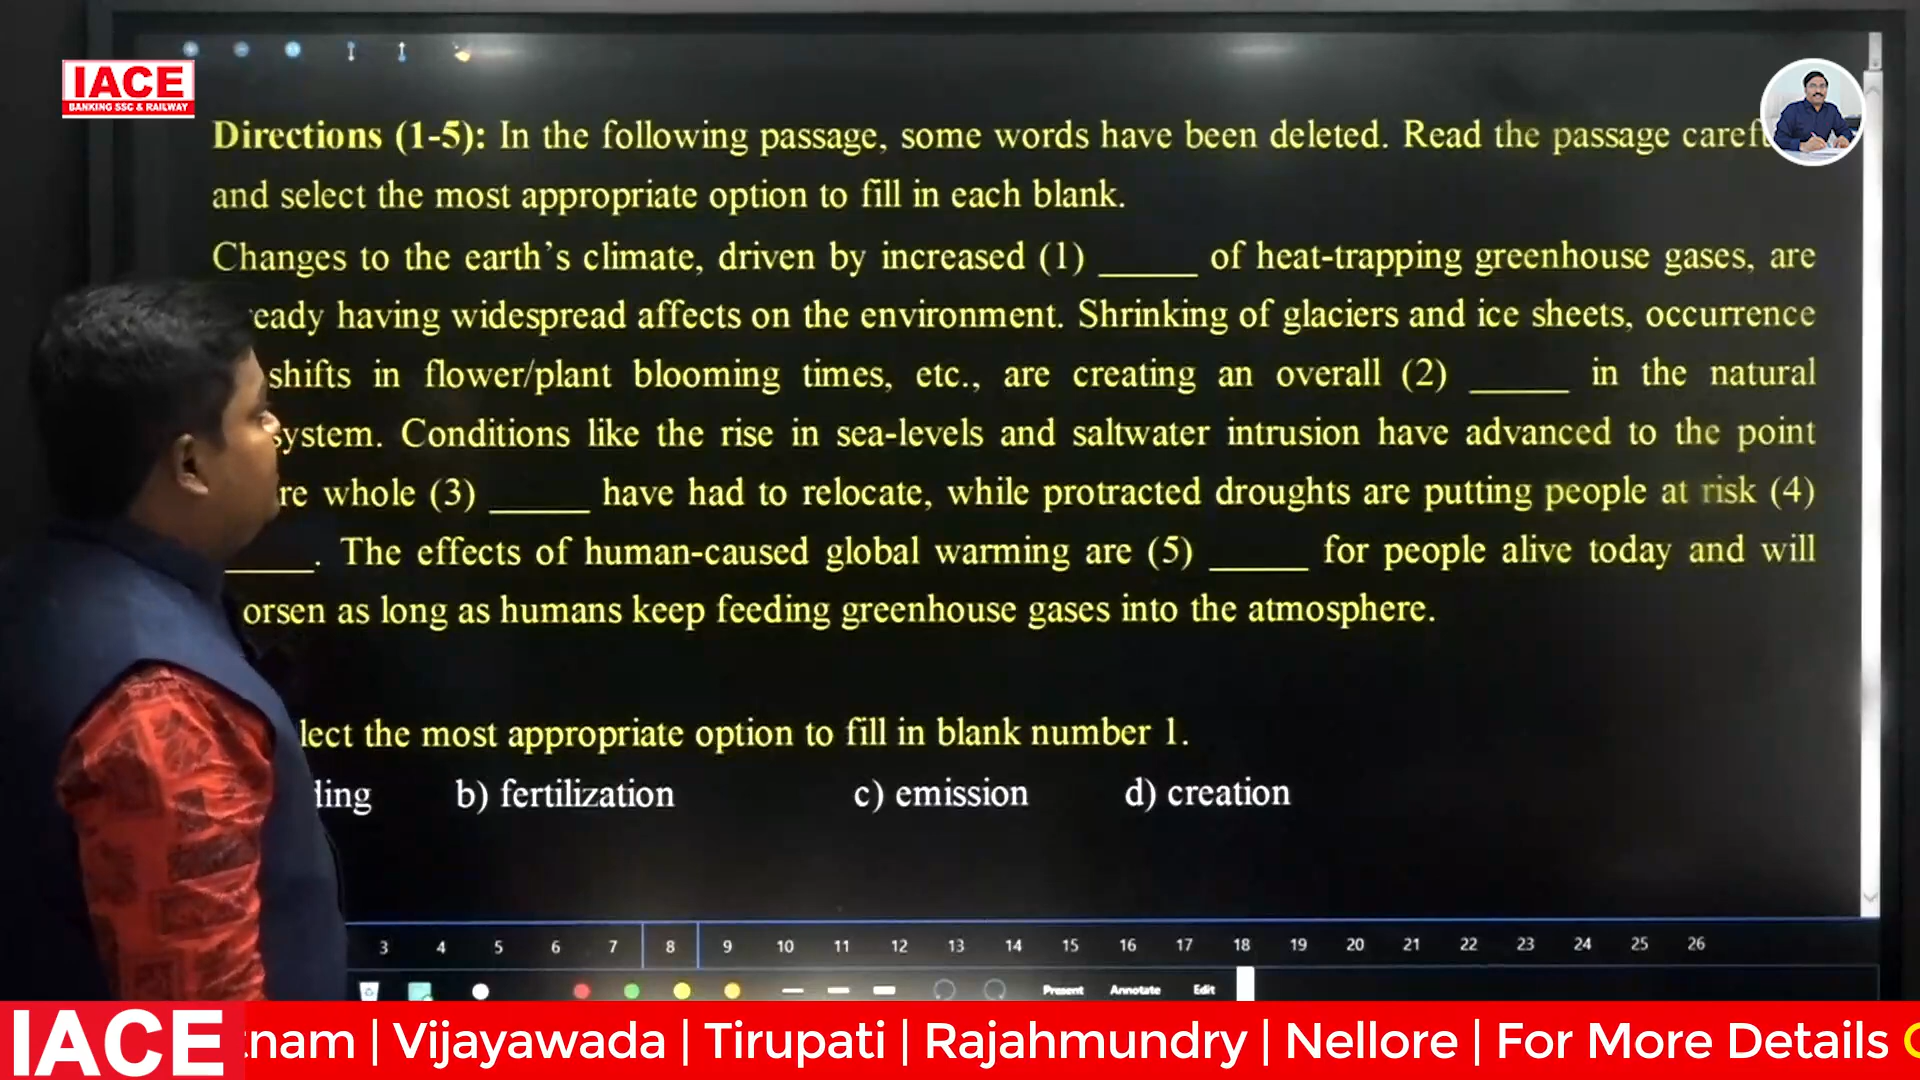 IACE
BANKING SSC & RAILWAY
Directions (1-5): In the following passage, some words have been deleted. Read the passage
and select the most appropriate option to fill in each blank.
Changes to the earth's climate, driven by increased (1) _____ of heat-trapping greenhouse gases, are
having widespread affects on the environment. Shrinking of glaciers and ice sheets, occurrence
shifts in flower/plant blooming times, etc., are creating an overall (2) _____ in the natural
system. Conditions like the rise in sea-levels and saltwater intrusion have advanced to the point
whole (3) _____ have had to relocate, while protracted droughts are putting people at risk (4)
_____. The effects of human-caused global warming are (5) _____ for people alive today and will
as long as humans keep feeding greenhouse gases into the atmosphere.
the most appropriate option to fill in blank number 1.
b) fertilization c) emission d) creation
3 4 5 6 7 8 9 10 11 12 13 14 15 16 17 18 19 20 21 22 23 24 25 26
Present Annotate Edit
IACE | Vijayawada | Tirupati | Rajahmundry | Nellore | For More Details